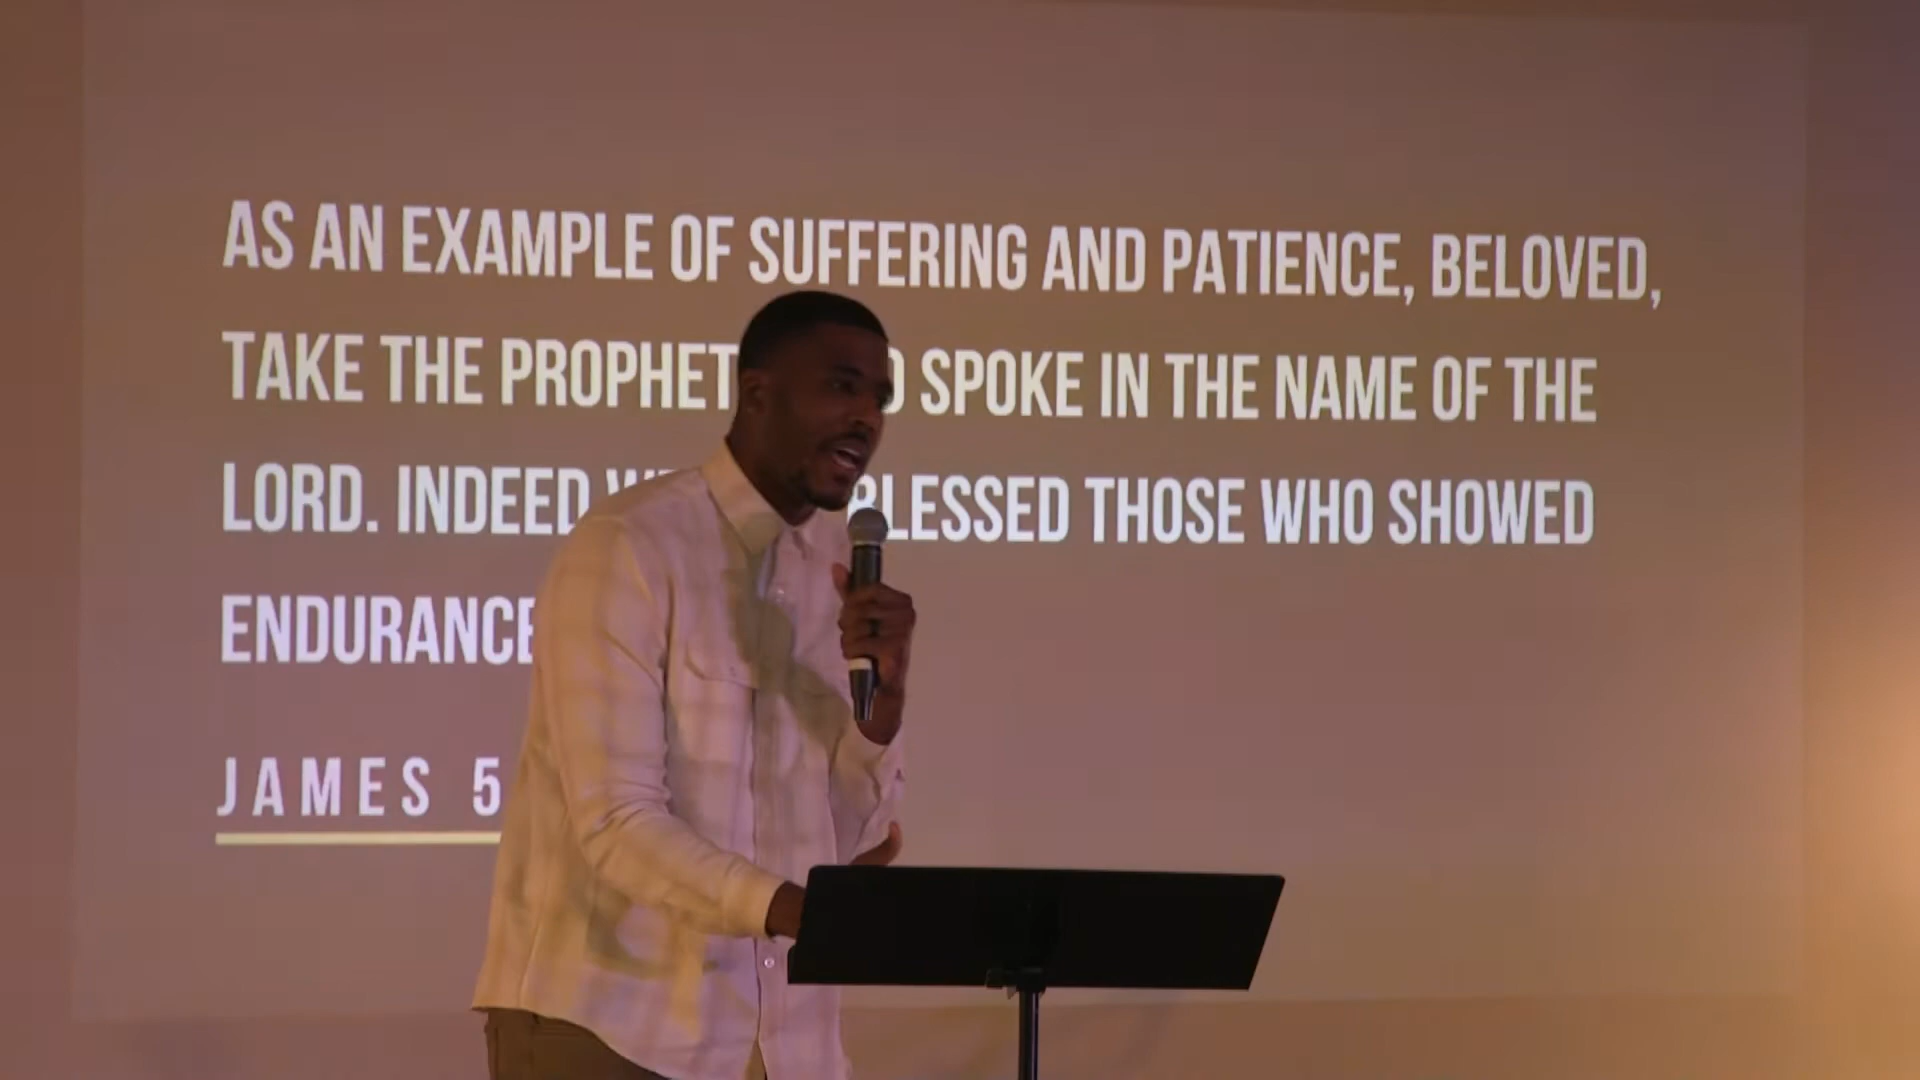 AS AN EXAMPLE OF SUFFERING AND PATIENCE, BELOVED,
TAKE THE PROPHET SPOKE IN THE NAME OF THE
LORD. INDEED BLESSED THOSE WHO SHOWED
ENDURANCE
JAMES 5